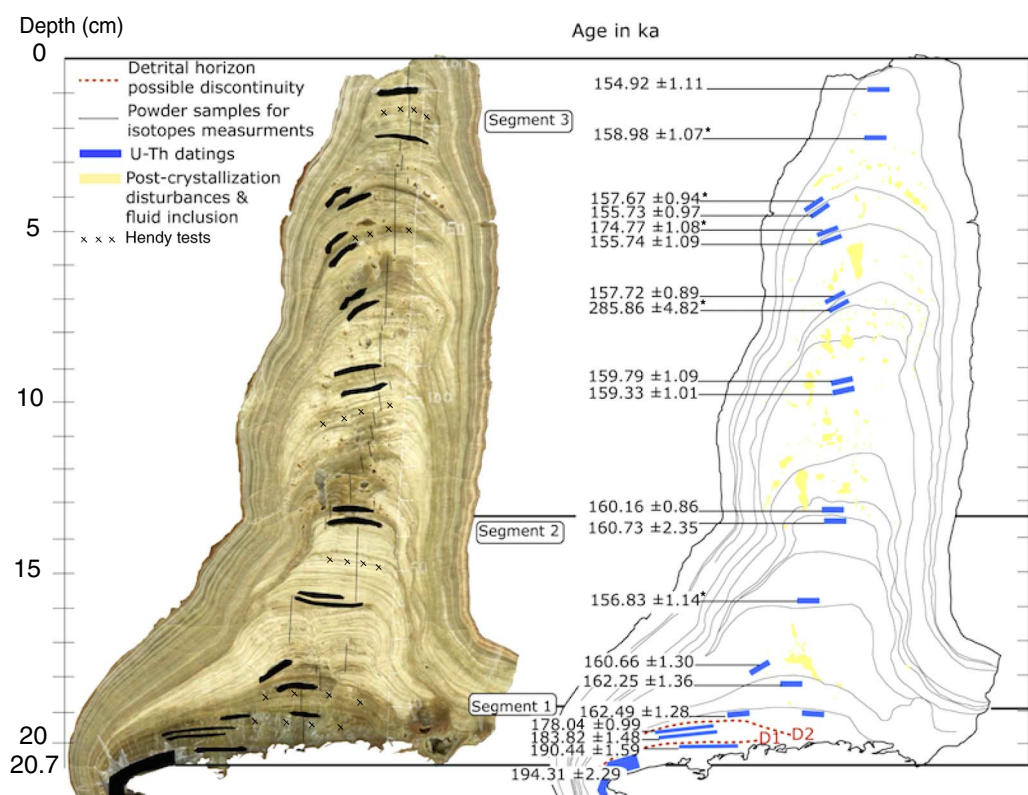 Depth (cm)
Age in ka
0
Detrital horizon
possible discontinuity
Powder samples for
isotopes measurments
U-Th datings
Post-crystallization
disturbances &
fluid inclusion
x x x Hendy tests
Segment 3
154.92 ±1.11
158.98 ±1.07*
157.67 ±0.94*
155.73 ±0.97
5
150
174.77 ±1.08*
155.74 ±1.09
157.72 ±0.89
285.86 ±4.82*
159.79 ±1.09
10
159.33 ±1.01
160.16 ±0.86
Segment 2
160.73 ±2.35
15
156.83 ±1.14*
160.66 ±1.30
162.25 ±1.36
Segment 1
162.49 ±1.28
178.04 ±0.99
20
183.82 ±1.48
D1 D2
190.44 ±1.59
20.7
194.31 ±2.29